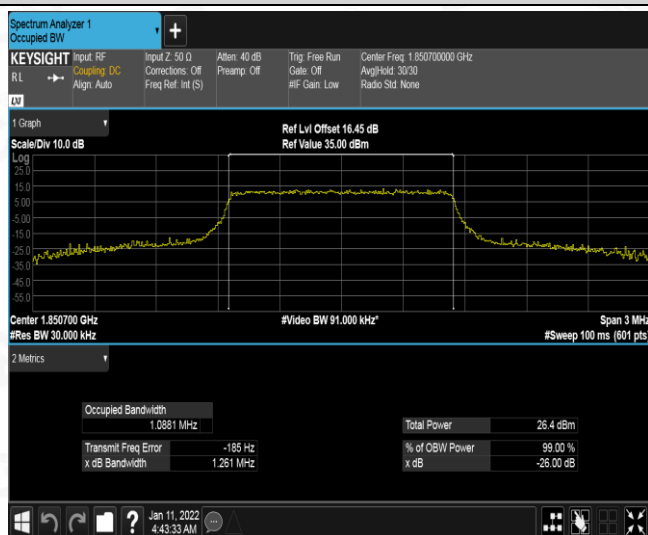 Spectrum Analyzer 1
Occupied BW
+
KEYSIGHT Input: RF Input Z: 50 Ω Atten: 40 dB Trig: Free Run Center Freq: 1.850700000 GHz
RL Coupling: DC Corrections: Off Preamp: Off Gate: Off Avg|Hold: 30/30
Align: Auto Freq Ref: Int (S) #IF Gain: Low Radio Std: None
LXI
1 Graph
Ref Lvl Offset 16.45 dB
Scale/Div 10.0 dB Ref Value 35.00 dBm
Log
25.0
15.0
5.00
-5.00
-15.0
-25.0
-35.0
-45.0
-55.0
Center 1.850700 GHz #Video BW 91.000 kHz* Span 3 MHz
#Res BW 30.000 kHz #Sweep 100 ms (601 pts)
2 Metrics
Occupied Bandwidth
1.0881 MHz Total Power 26.4 dBm
Transmit Freq Error -185 Hz % of OBW Power 99.00 %
x dB Bandwidth 1.261 MHz x dB -26.00 dB
?
Jan 11, 2022
4:43:33 AM